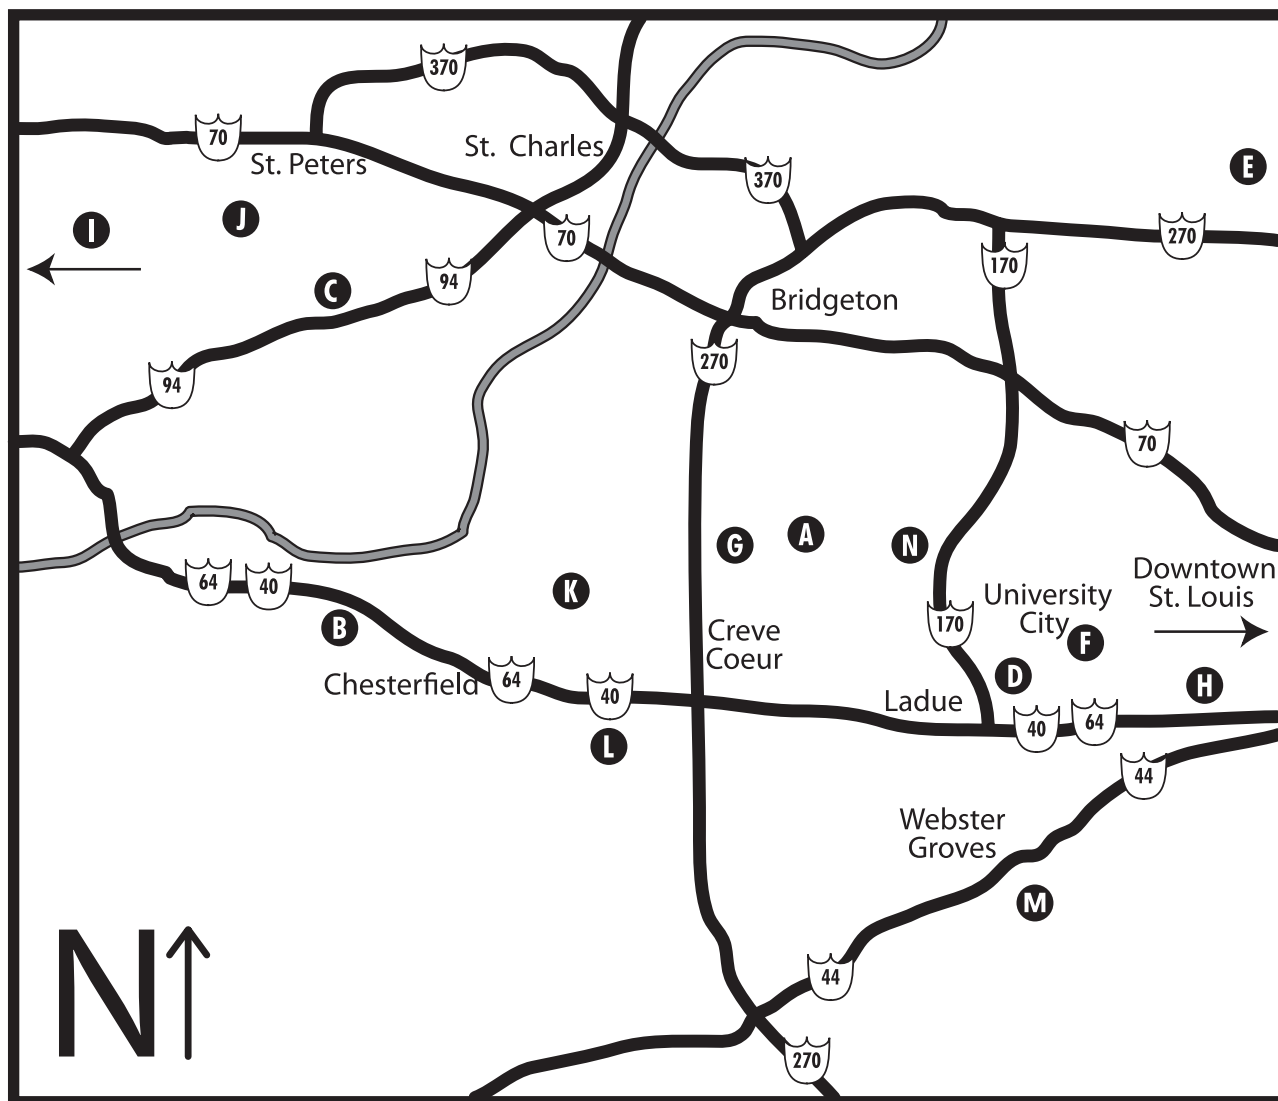 370
70
St. Charles
St. Peters
370
E
J
I
70
270
170
94
C
Bridgeton
270
94
70
G
A
N
Downtown
St. Louis
64
40
K
University
City
170
B
Creve
Coeur
F
Chesterfield
64
40
D
H
Ladue
40
64
L
44
Webster
Groves
M
N
44
270